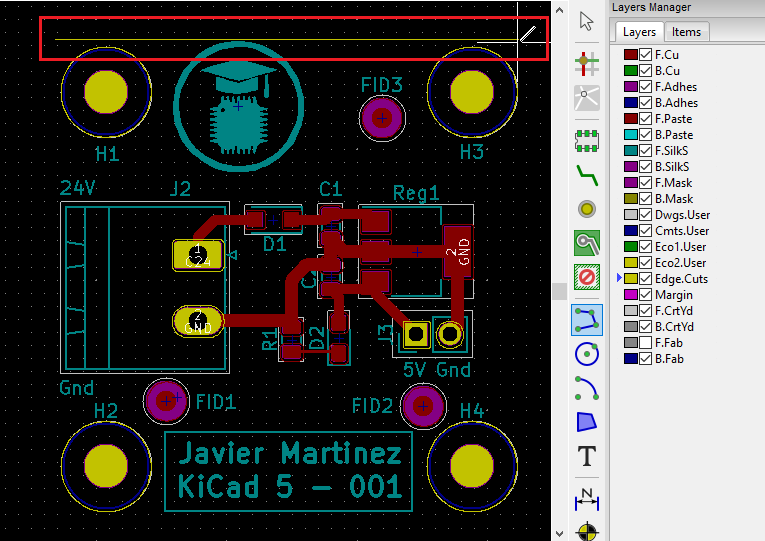 Layers Manager
Layers Items
F.Cu
B.Cu
F.Adhes
B.Adhes
F.Paste
B.Paste
F.SilkS
B.SilkS
F.Mask
B.Mask
Dwgs.User
Cmts.User
Eco1.User
Eco2.User
Edge.Cuts
Margin
F.CrtYd
B.CrtYd
F.Fab
B.Fab
T
N
H1
FID3
H3
24V
J2
C1
Reg1
D1
1
2
GND
2
GND
R1
D2
J3
5V Gnd
Gnd
H2
FID1
FID2
H4
Javier Martinez
KiCad 5 - 001